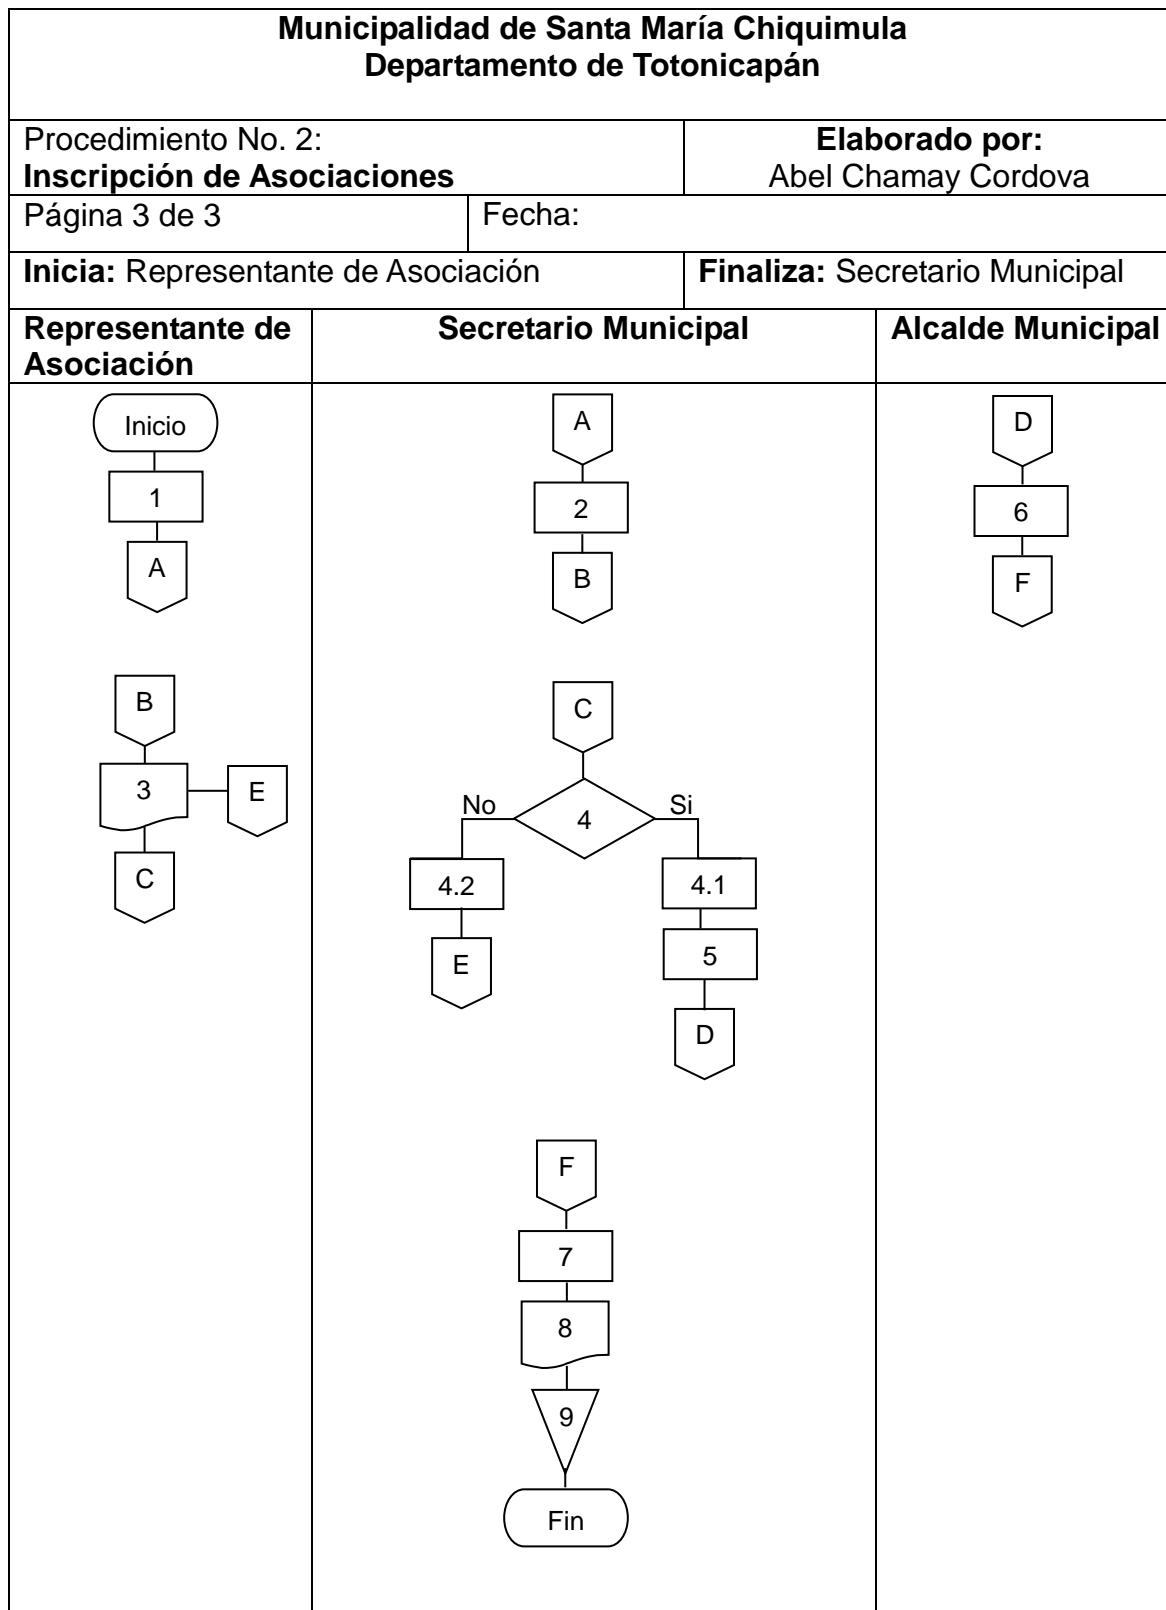 Municipalidad de Santa María Chiquimula
Departamento de Totonicapán
Procedimiento No. 2:
Inscripción de Asociaciones
Elaborado por:
Abel Chamay Cordova
Página 3 de 3
Fecha:
Inicia: Representante de Asociación
Finaliza: Secretario Municipal
Representante de
Asociación
Secretario Municipal
Alcalde Municipal
Inicio
1
A
B
3
E
C
A
2
B
C
No
4
Si
4.2
4.1
E
5
D
F
7
8
9
Fin
D
6
F